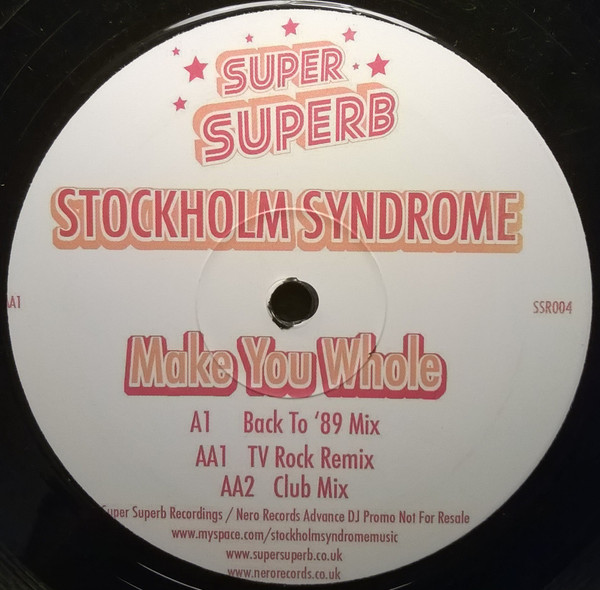 SUPER
SUPERB
STOCKHOLM SYNDROME
AA1
SSR004
Make You Whole
A1 Back To ‘89 Mix
AA1 TV Rock Remix
AA2 Club Mix
Super Superb Recordings / Nero Records Advance DJ Promo Not For Resale
www.myspace.com/stockholmsyndromemusic
www.supersuperb.co.uk
www.nerorecords.co.uk